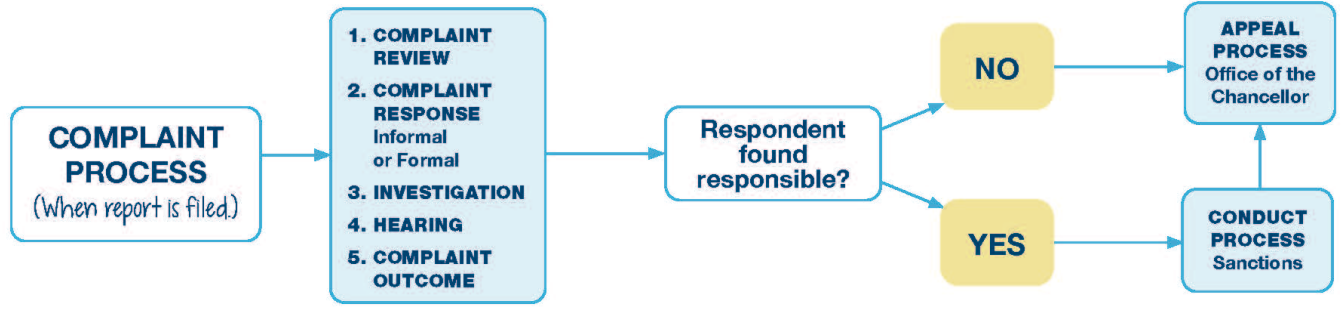 COMPLAINT
PROCESS
(When report is filed.)
1. COMPLAINT
REVIEW
2. COMPLAINT
RESPONSE
Informal
or Formal
3. INVESTIGATION
4. HEARING
5. COMPLAINT
OUTCOME
Respondent
found
responsible?
NO
YES
APPEAL
PROCESS
Office of the
Chancellor
CONDUCT
PROCESS
Sanctions